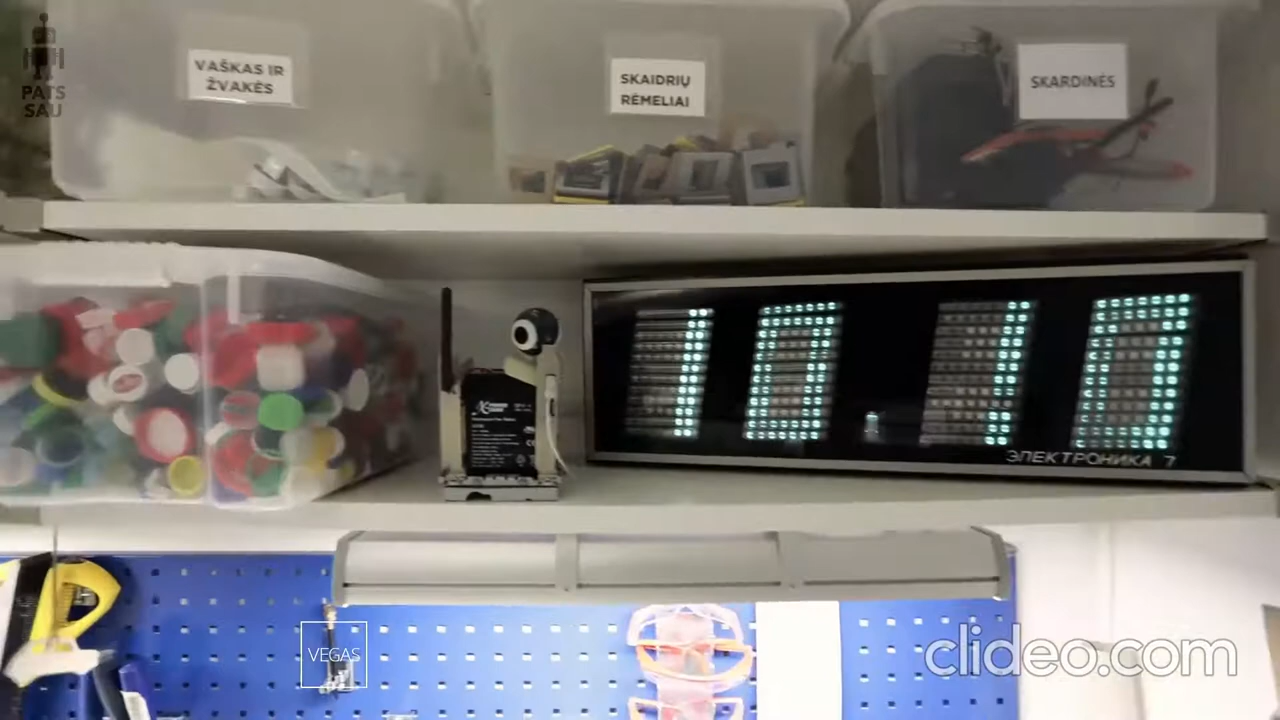 PATS
SAU
VAŠKAS IR
ŽVAKĖS
SKAIDRIŲ
RĖMELIAI
SKARDINĖS
10.10
ЭЛЕКТРОНИКА 7
VEGAS
clideo.com